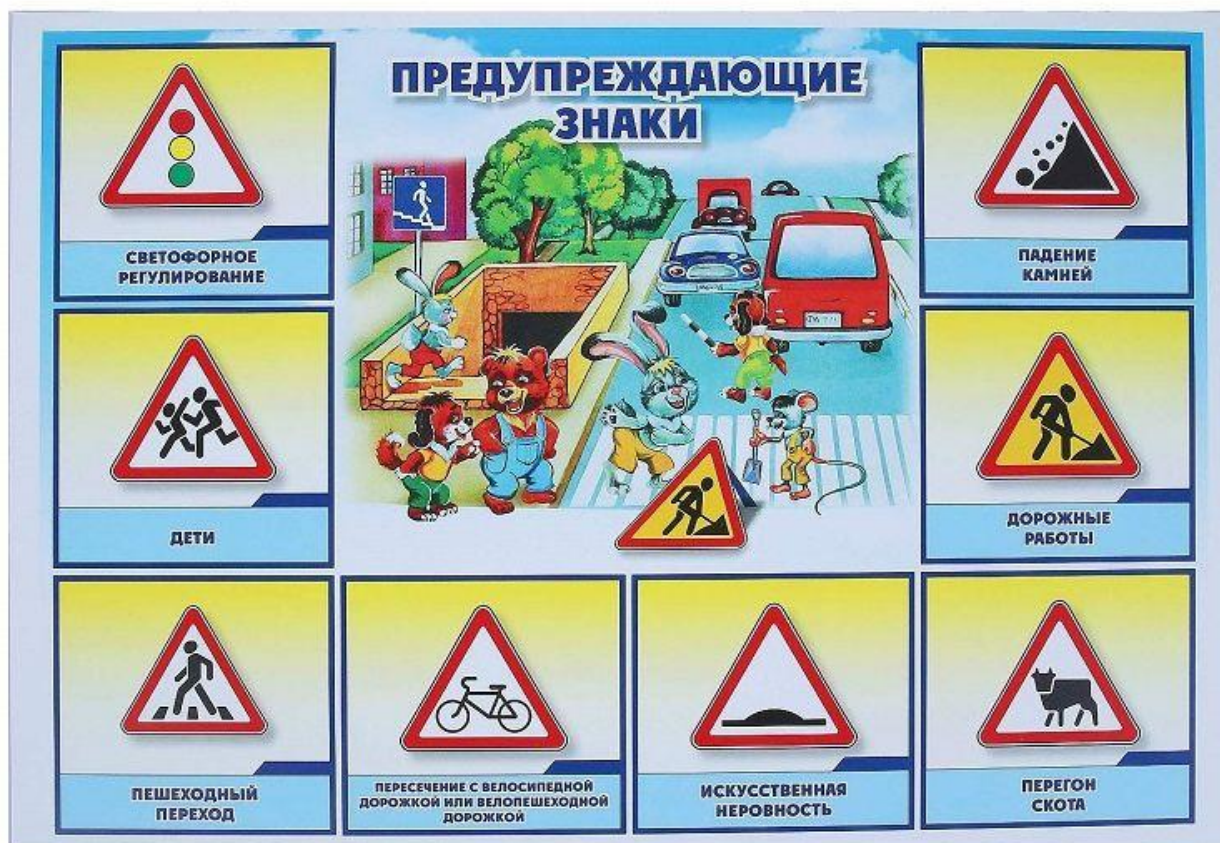 ПРЕДУПРЕЖДАЮЩИЕ
ЗНАКИ
СВЕТОФОРНОЕ
РЕГУЛИРОВАНИЕ
ПАДЕНИЕ
КАМНЕЙ
ДЕТИ
ДОРОЖНЫЕ
РАБОТЫ
ПЕШЕХОДНЫЙ
ПЕРЕХОД
ПЕРЕСЕЧЕНИЕ С ВЕЛОСИПЕДНОЙ
ДОРОЖКОЙ ИЛИ ВЕЛОПЕШЕХОДНОЙ
ДОРОЖКОЙ
ИСКУССТВЕННАЯ
НЕРОВНОСТЬ
ПЕРЕГОН
СКОТА